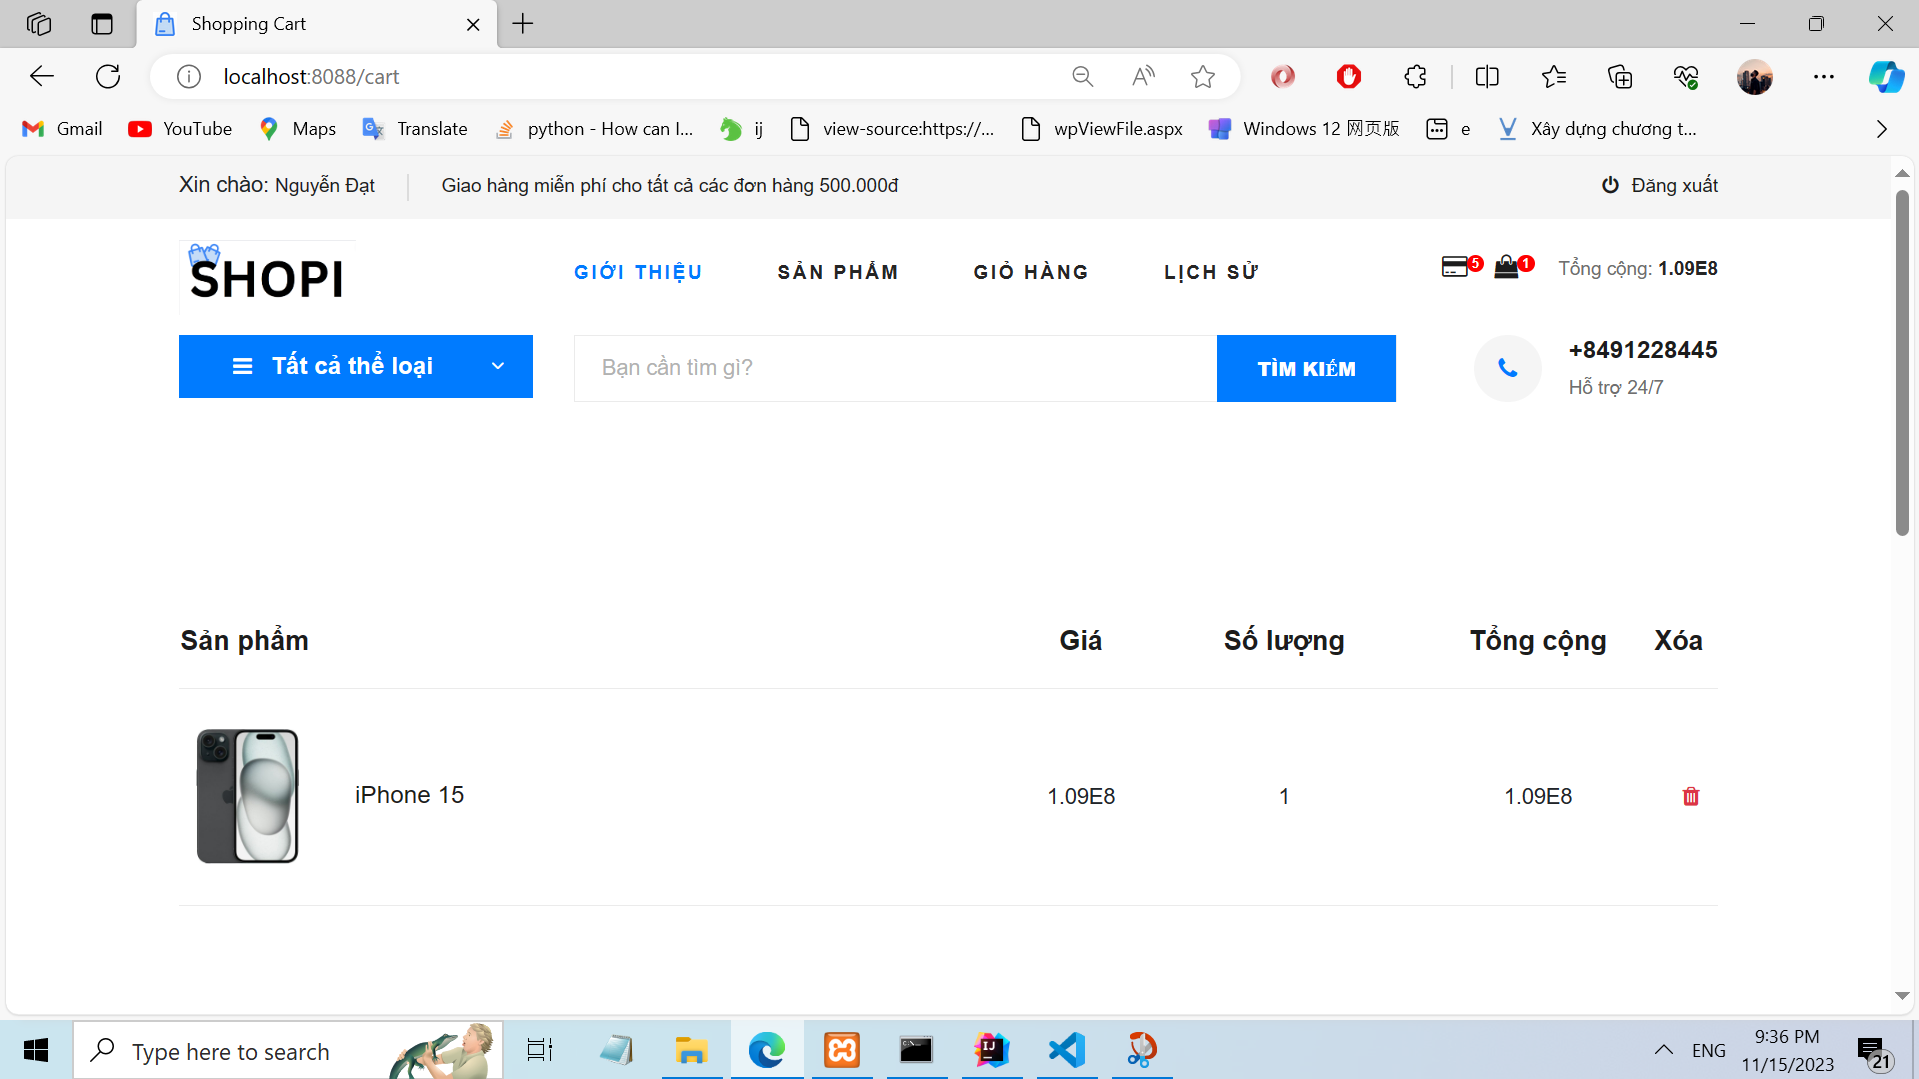 Shopping Cart
localhost:8088/cart
Gmail YouTube Maps Translate python - How can I... ij view-source:https://... wpViewFile.aspx Windows 12 网页版 e Xây dựng chương t...
Xin chào: Nguyễn Đạt Giao hàng miễn phí cho tất cả các đơn hàng 500.000đ Đăng xuất
SHOPI GIỚI THIỆU SẢN PHẨM GIỎ HÀNG LỊCH SỬ 5 1 Tổng cộng: 1.09E8
Tất cả thể loại Bạn cần tìm gì? TÌM KIẾM +8491228445
Hỗ trợ 24/7
Sản phẩm Giá Số lượng Tổng cộng Xóa
iPhone 15 1.09E8 1 1.09E8
Type here to search ENG 9:36 PM
11/15/2023 21